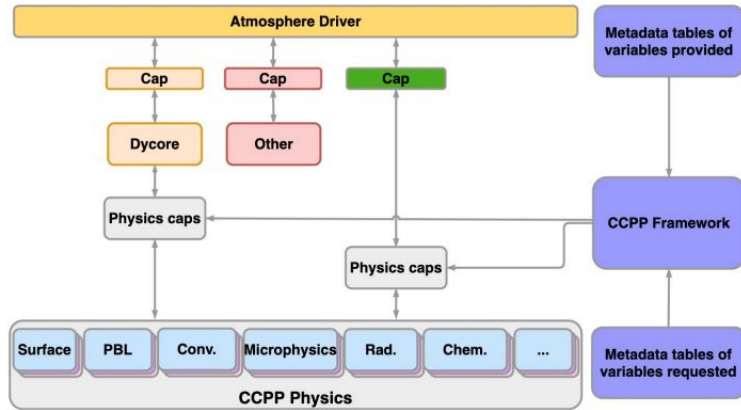 Atmosphere Driver
Metadata tables of
variables provided
Cap
Cap
Cap
Dycore
Other
Physics caps
CCPP Framework
Physics caps
Surface
PBL
Conv.
Microphysics
Rad.
Chem.
...
CCPP Physics
Metadata tables of
variables requested